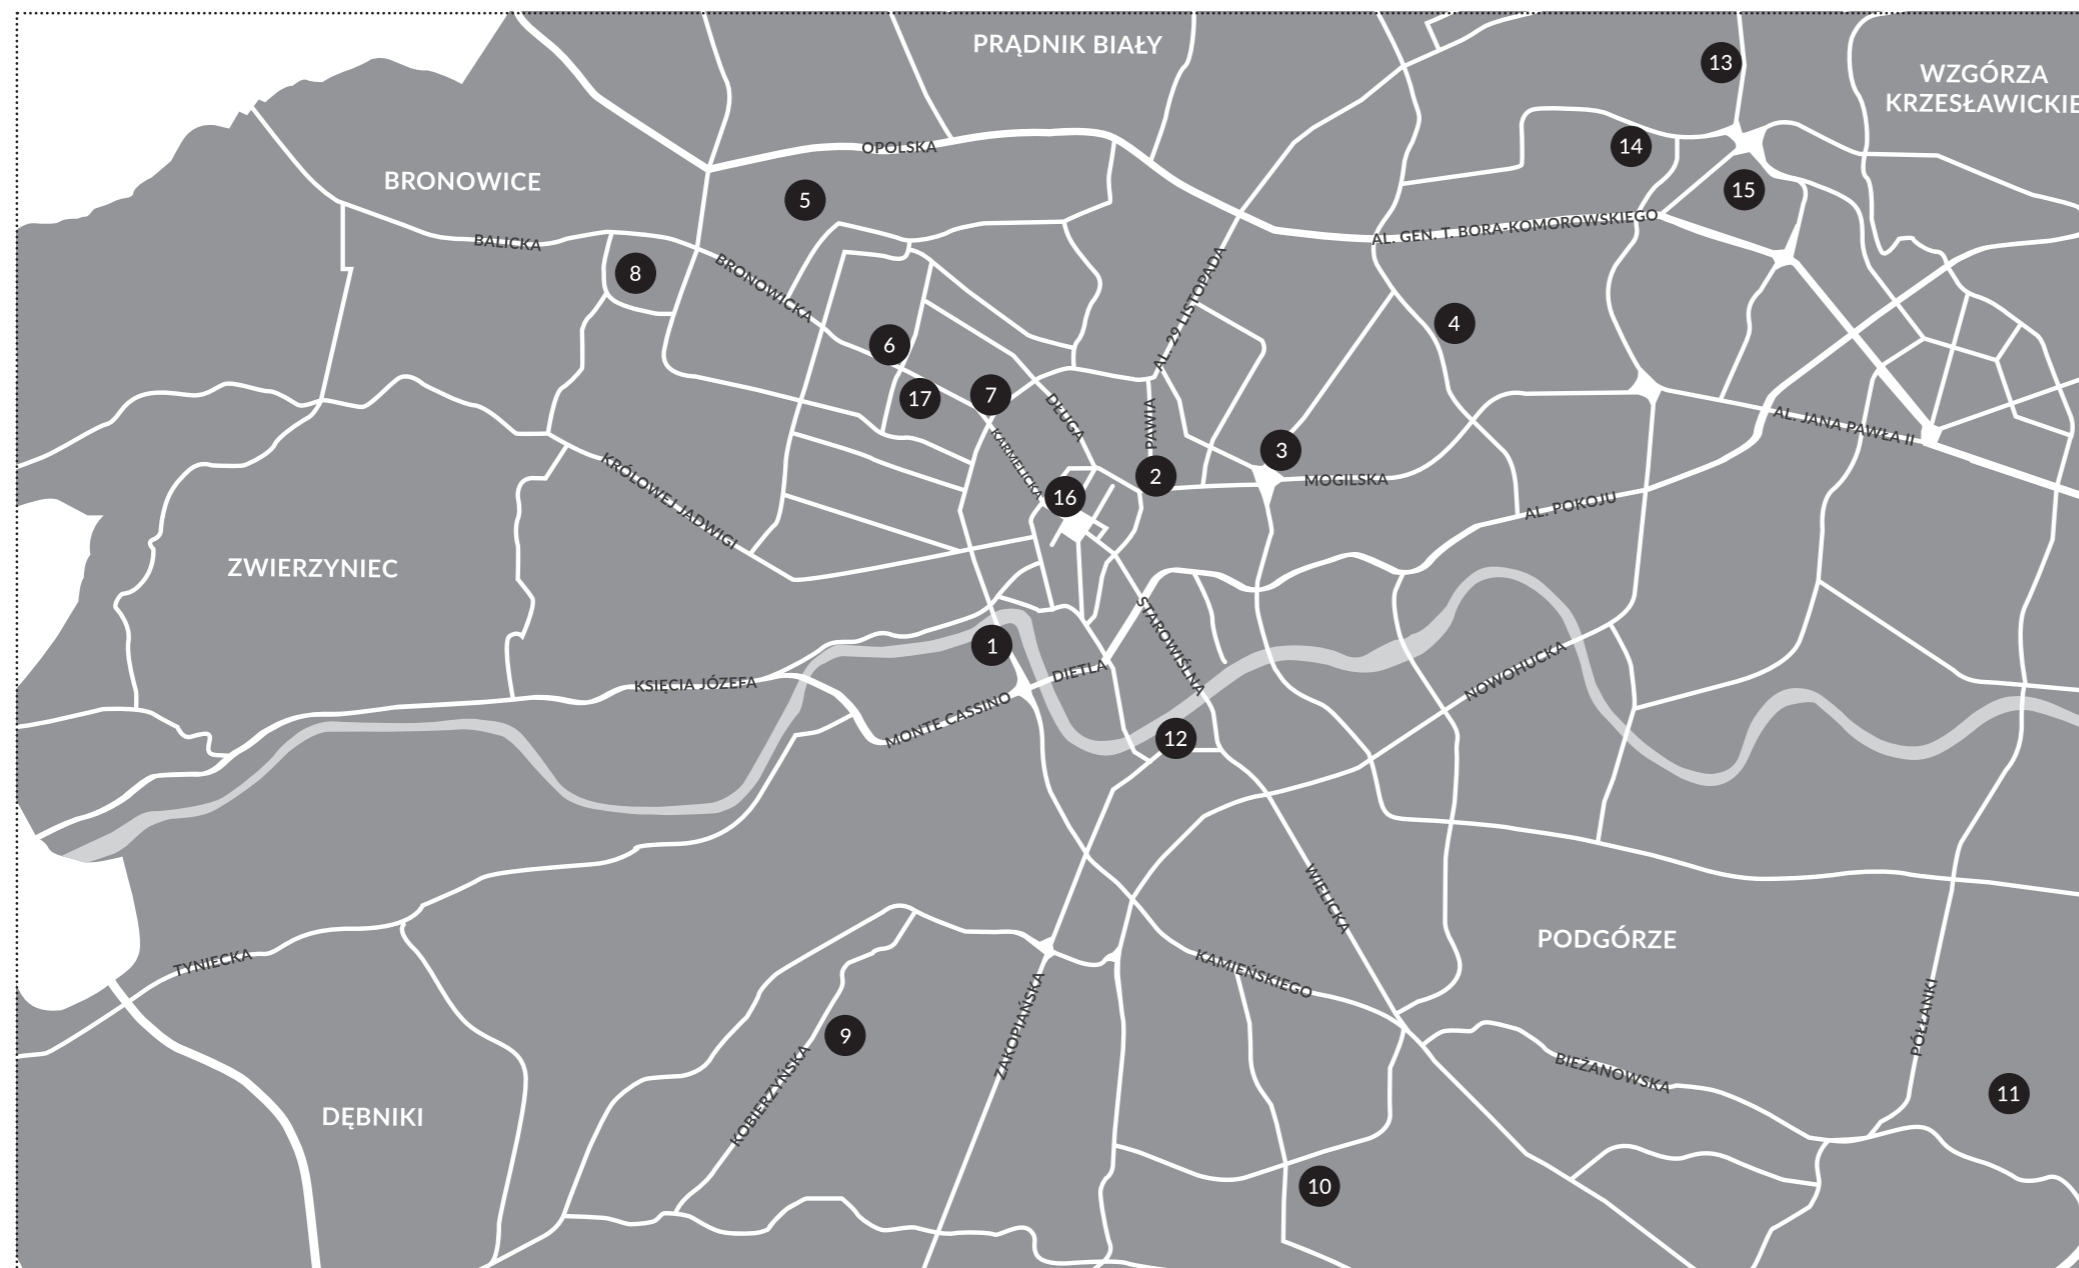 PRĄDNIK BIAŁY
13
WZGÓRZA
KRZESŁAWICKIE
OPOLSKA
14
BRONOWICE
5
15
BALICKA
AL. GEN. T. BORA-KOMOROWSKIEGO
8
BRONOWICKA
AL. 29 LISTOPADA
4
6
17
7
DŁUGA
PAWIA
AL. JANA PAWŁA II
KARMELICKA
3
2
MOGILSKA
KRÓLOWEJ JADWIGI
16
AL. POKOJU
ZWIERZYNIEC
STAROWIŚLNA
1
DIETLA
NOWOHUCKA
KSIĘCIA JÓZEFA
MONTE CASSINO
12
WIELICKA
PODGÓRZE
TYNIECKA
KAMIEŃSKIEGO
ZAKOPIAŃSKA
PÓŁŁANKI
9
KOBIERZYŃSKA
BIEŻANOWSKA
11
DĘBNIKI
10